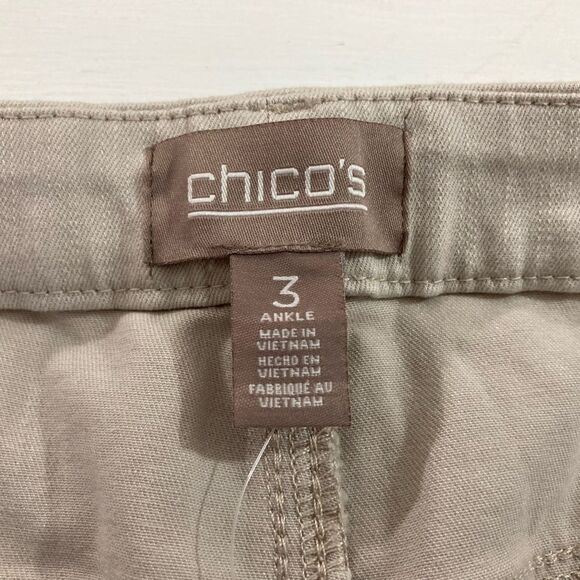 chico's
3
ANKLE
MADE IN
VIETNAM
HECHO EN
VIETNAM
FABRIQUÉ AU
VIETNAM